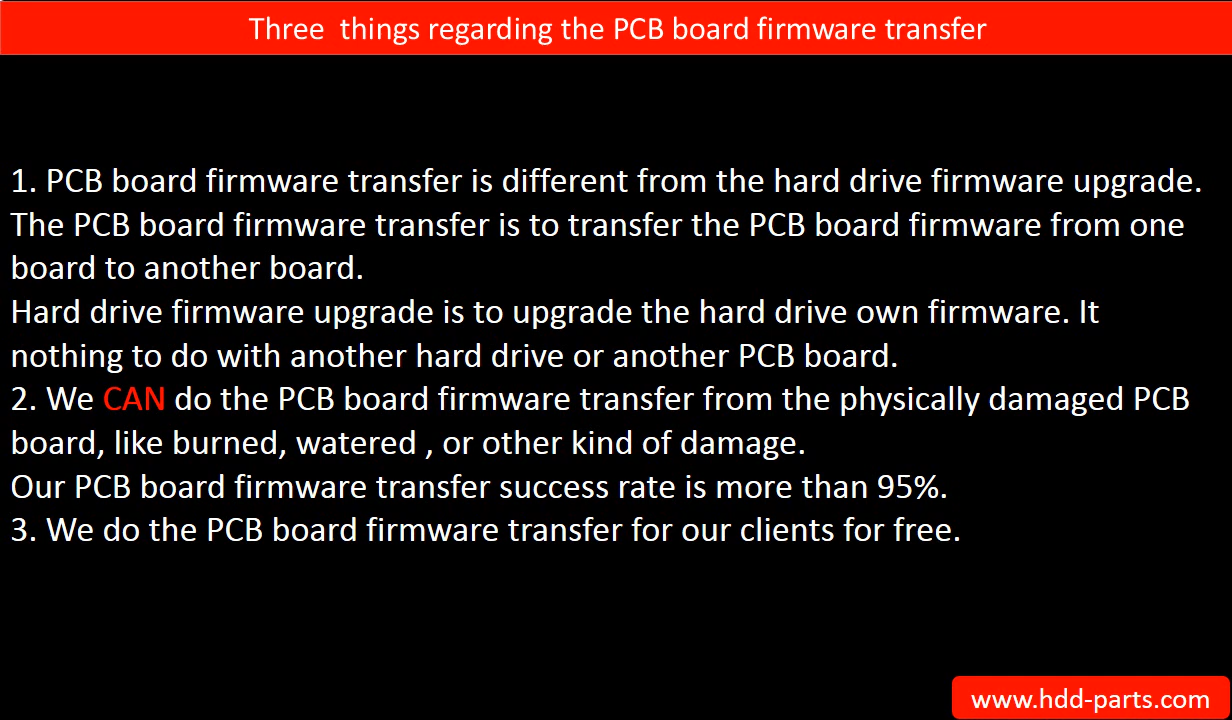 Three  things regarding the PCB board firmware transfer
1. PCB board firmware transfer is different from the hard drive firmware upgrade.
The PCB board firmware transfer is to transfer the PCB board firmware from one
board to another board.
Hard drive firmware upgrade is to upgrade the hard drive own firmware. It
nothing to do with another hard drive or another PCB board.
2. We CAN do the PCB board firmware transfer from the physically damaged PCB
board, like burned, watered , or other kind of damage.
Our PCB board firmware transfer success rate is more than 95%.
3. We do the PCB board firmware transfer for our clients for free.
www.hdd-parts.com